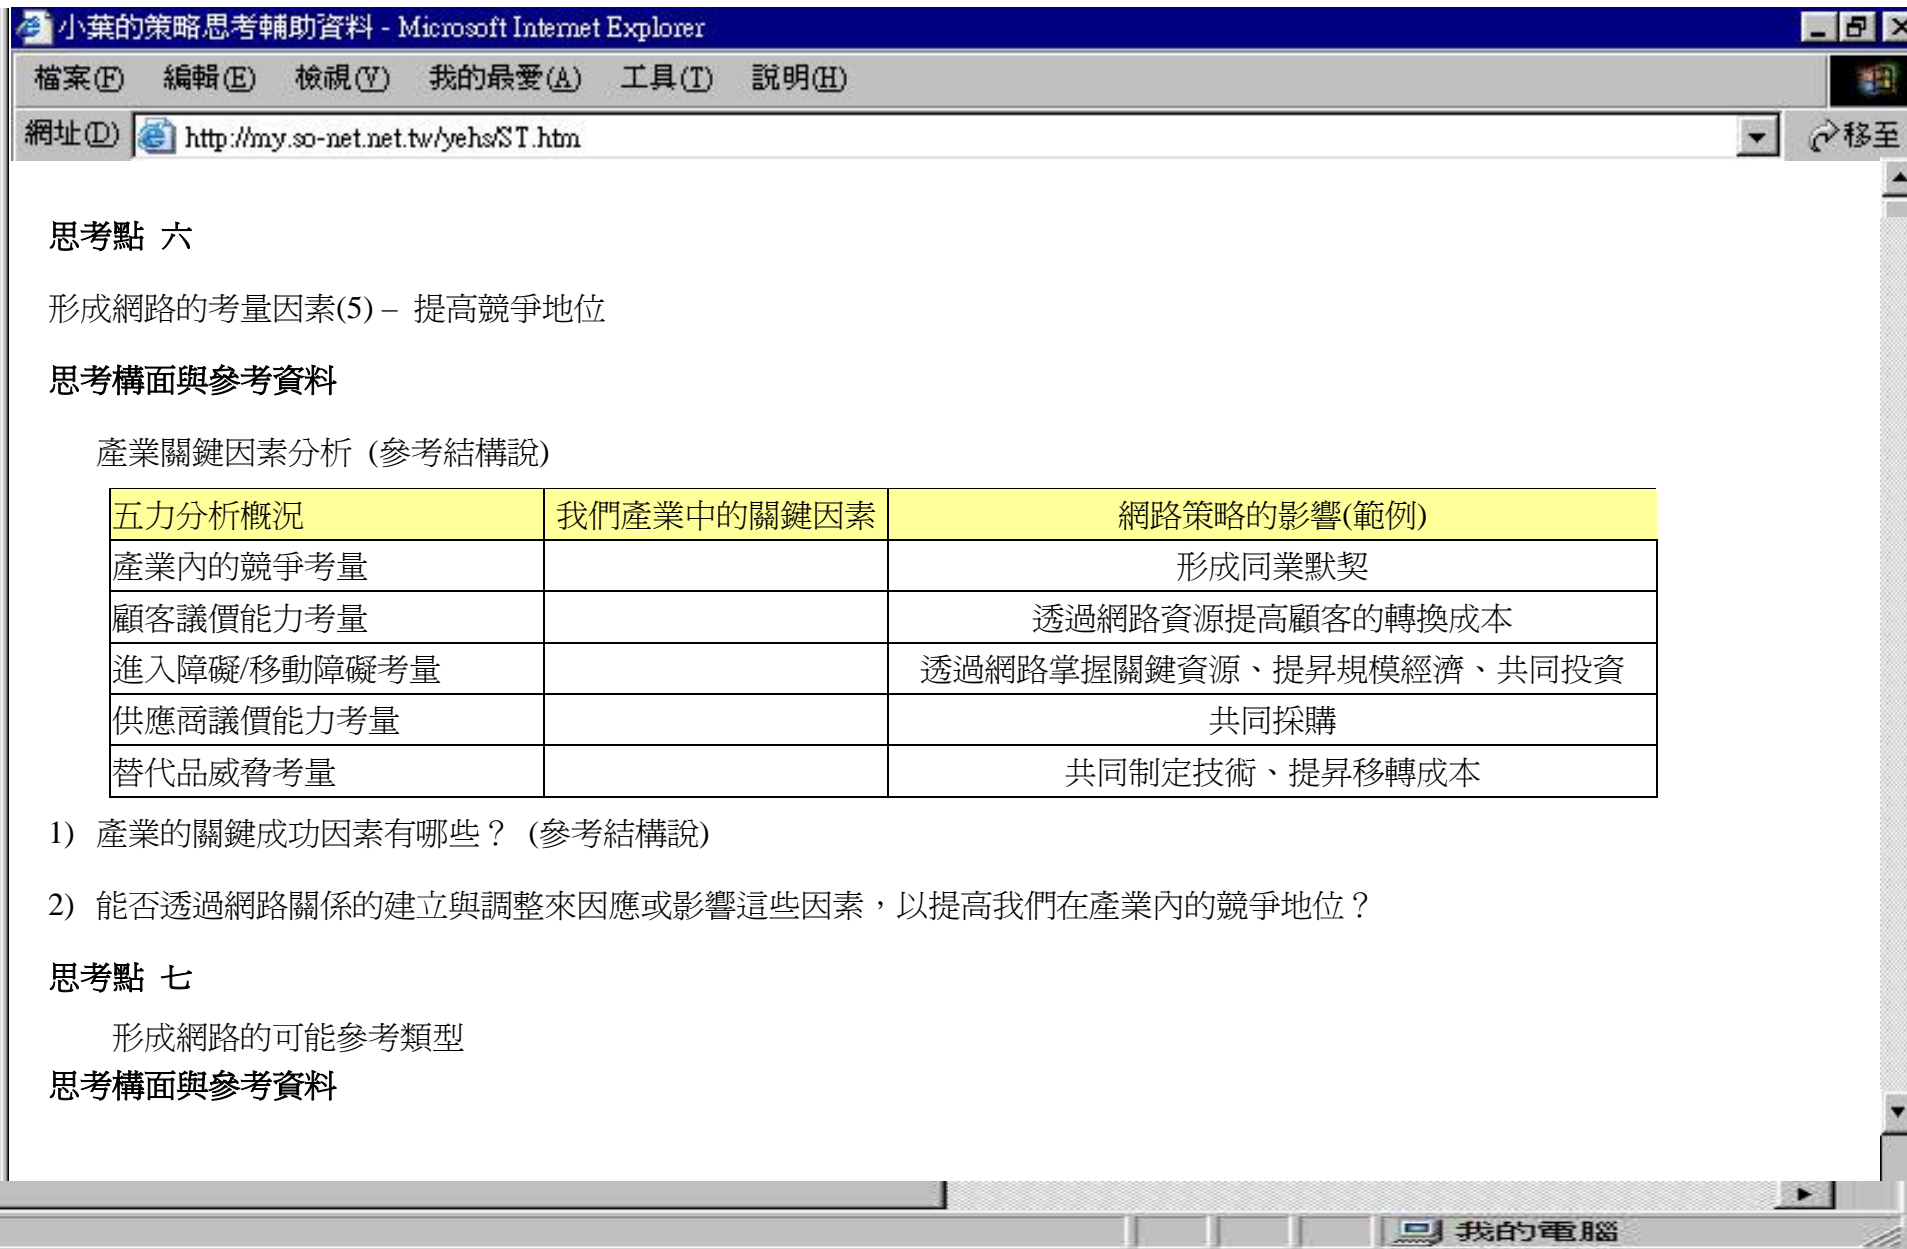 小葉的策略思考輔助資料 - Microsoft Internet Explorer
檔案(F) 編輯(E) 檢視(V) 我的最愛(A) 工具(T) 說明(H)
網址(D) http://my.so-net.net.tw/yehs/ST.htm 移至
思考點 六
形成網路的考量因素(5) – 提高競爭地位
思考構面與參考資料
產業關鍵因素分析 (參考結構說)
五力分析概況 我們產業中的關鍵因素 網路策略的影響(範例)
產業內的競爭考量 形成同業默契
顧客議價能力考量 透過網路資源提高顧客的轉換成本
進入障礙/移動障礙考量 透過網路掌握關鍵資源、提昇規模經濟、共同投資
供應商議價能力考量 共同採購
替代品威脅考量 共同制定技術、提昇移轉成本
1) 產業的關鍵成功因素有哪些？ (參考結構說)
2) 能否透過網路關係的建立與調整來因應或影響這些因素，以提高我們在產業內的競爭地位？
思考點 七
形成網路的可能參考類型
思考構面與參考資料
我的電腦